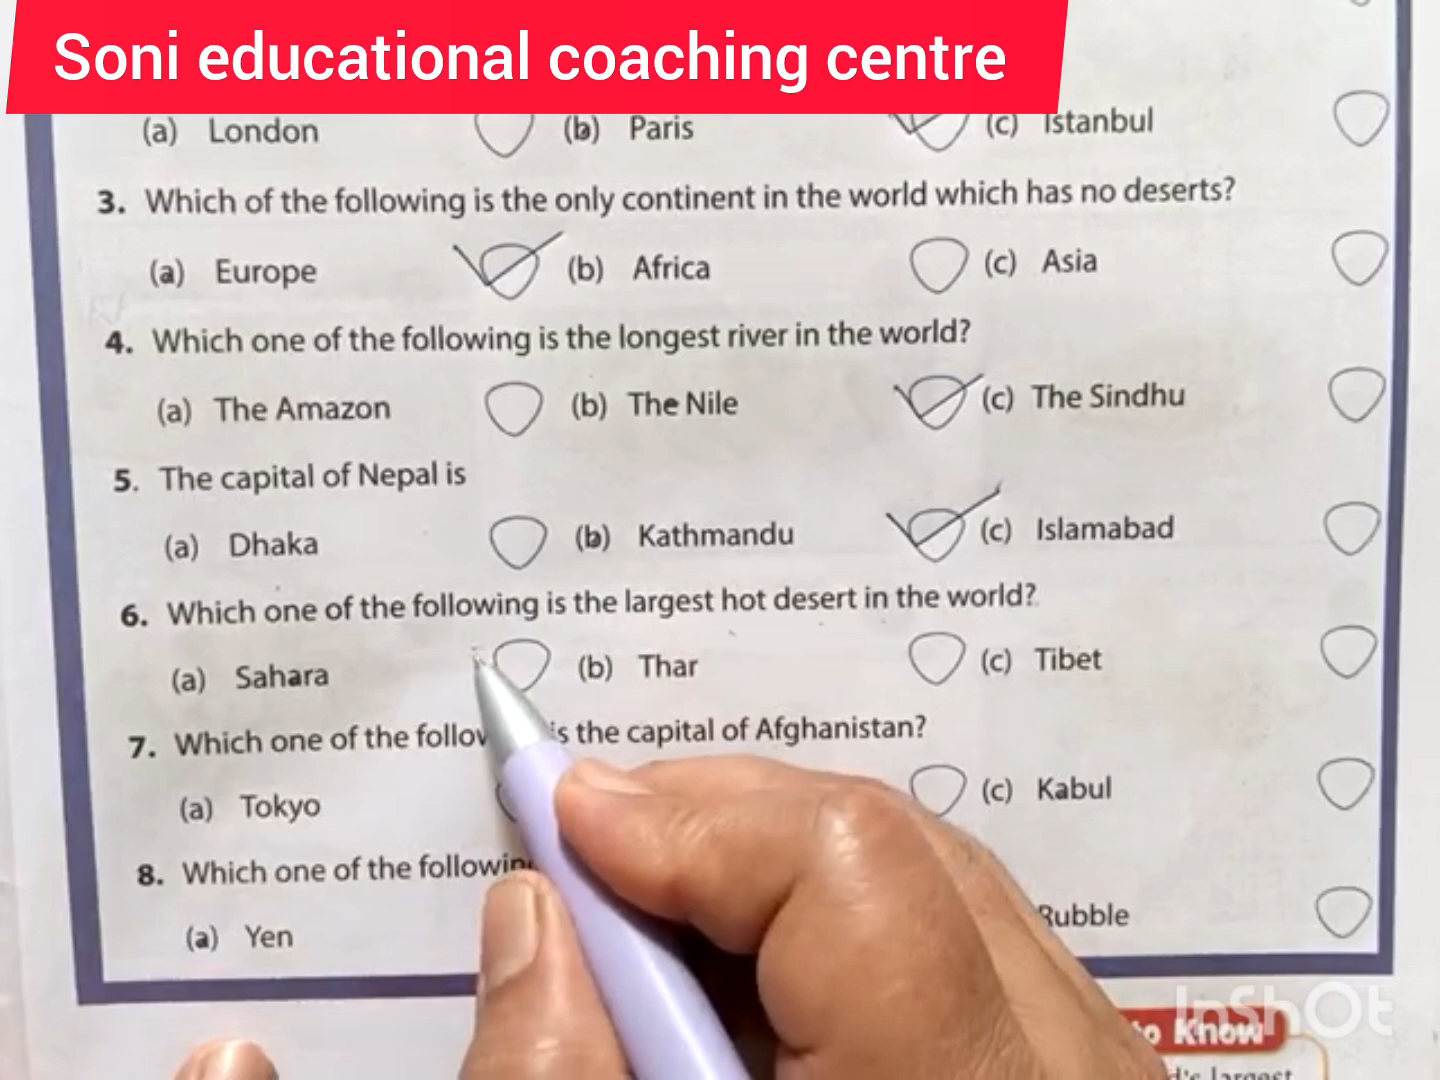 Soni educational coaching centre
(a) London (b) Paris (c) Istanbul
3. Which of the following is the only continent in the world which has no deserts?
(a) Europe (b) Africa (c) Asia
4. Which one of the following is the longest river in the world?
(a) The Amazon (b) The Nile (c) The Sindhu
5. The capital of Nepal is
(a) Dhaka (b) Kathmandu (c) Islamabad
6. Which one of the following is the largest hot desert in the world?
(a) Sahara (b) Thar (c) Tibet
7. Which one of the is the capital of Afghanistan?
(a) Tokyo (c) Kabul
8. Which one of the
(a) Yen Rubble
InShOt
to Know
largest